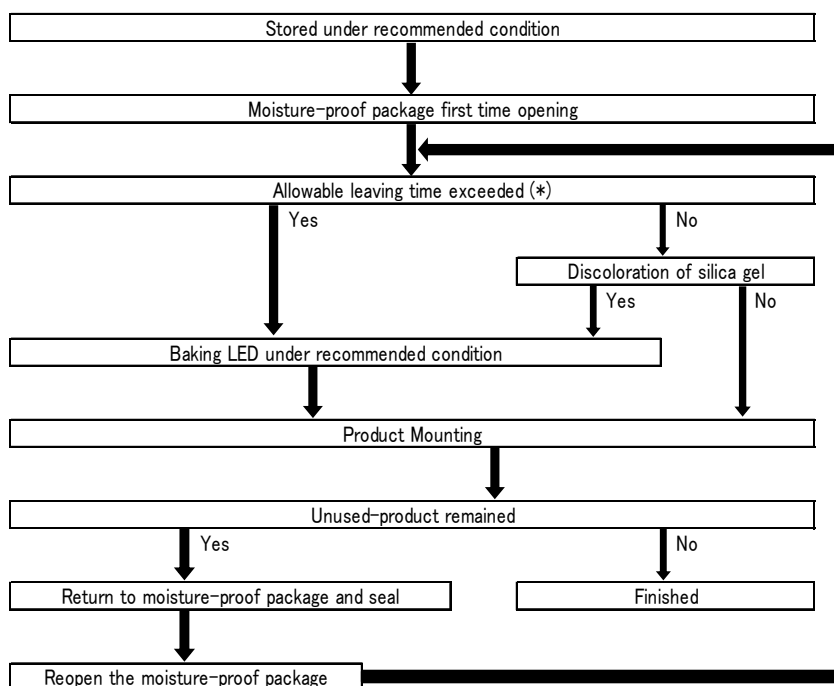 Stored under recommended condition
Moisture-proof package first time opening
Allowable leaving time exceeded (*)
Yes
No
Discoloration of silica gel
Yes
No
Baking LED under recommended condition
Product Mounting
Unused-product remained
Yes
No
Return to moisture-proof package and seal
Finished
Reopen the moisture-proof package